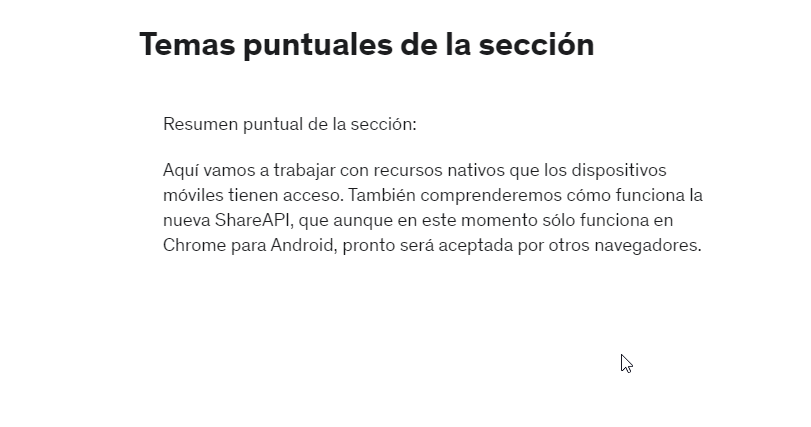 Temas puntuales de la sección
Resumen puntual de la sección:
Aquí vamos a trabajar con recursos nativos que los dispositivos
móviles tienen acceso. También comprenderemos cómo funciona la
nueva ShareAPI, que aunque en este momento sólo funciona en
Chrome para Android, pronto será aceptada por otros navegadores.